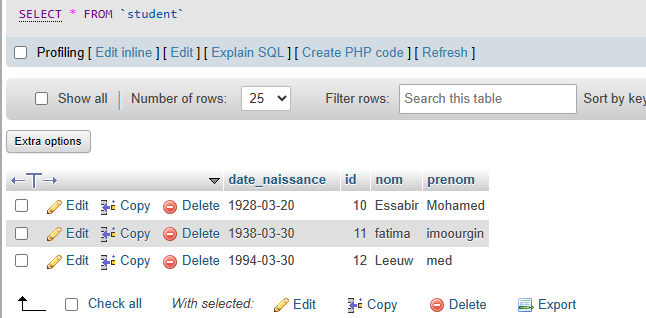 SELECT * FROM `student`
Profiling [ Edit inline ] [ Edit ] [ Explain SQL ] [ Create PHP code ] [ Refresh ]
Show all Number of rows: 25 Filter rows: Search this table Sort by key
Extra options
date_naissance id nom prenom
Edit Copy Delete 1928-03-20 10 Essabir Mohamed
Edit Copy Delete 1938-03-30 11 fatima imoourgin
Edit Copy Delete 1994-03-30 12 Leeuw med
Check all With selected: Edit Copy Delete Export